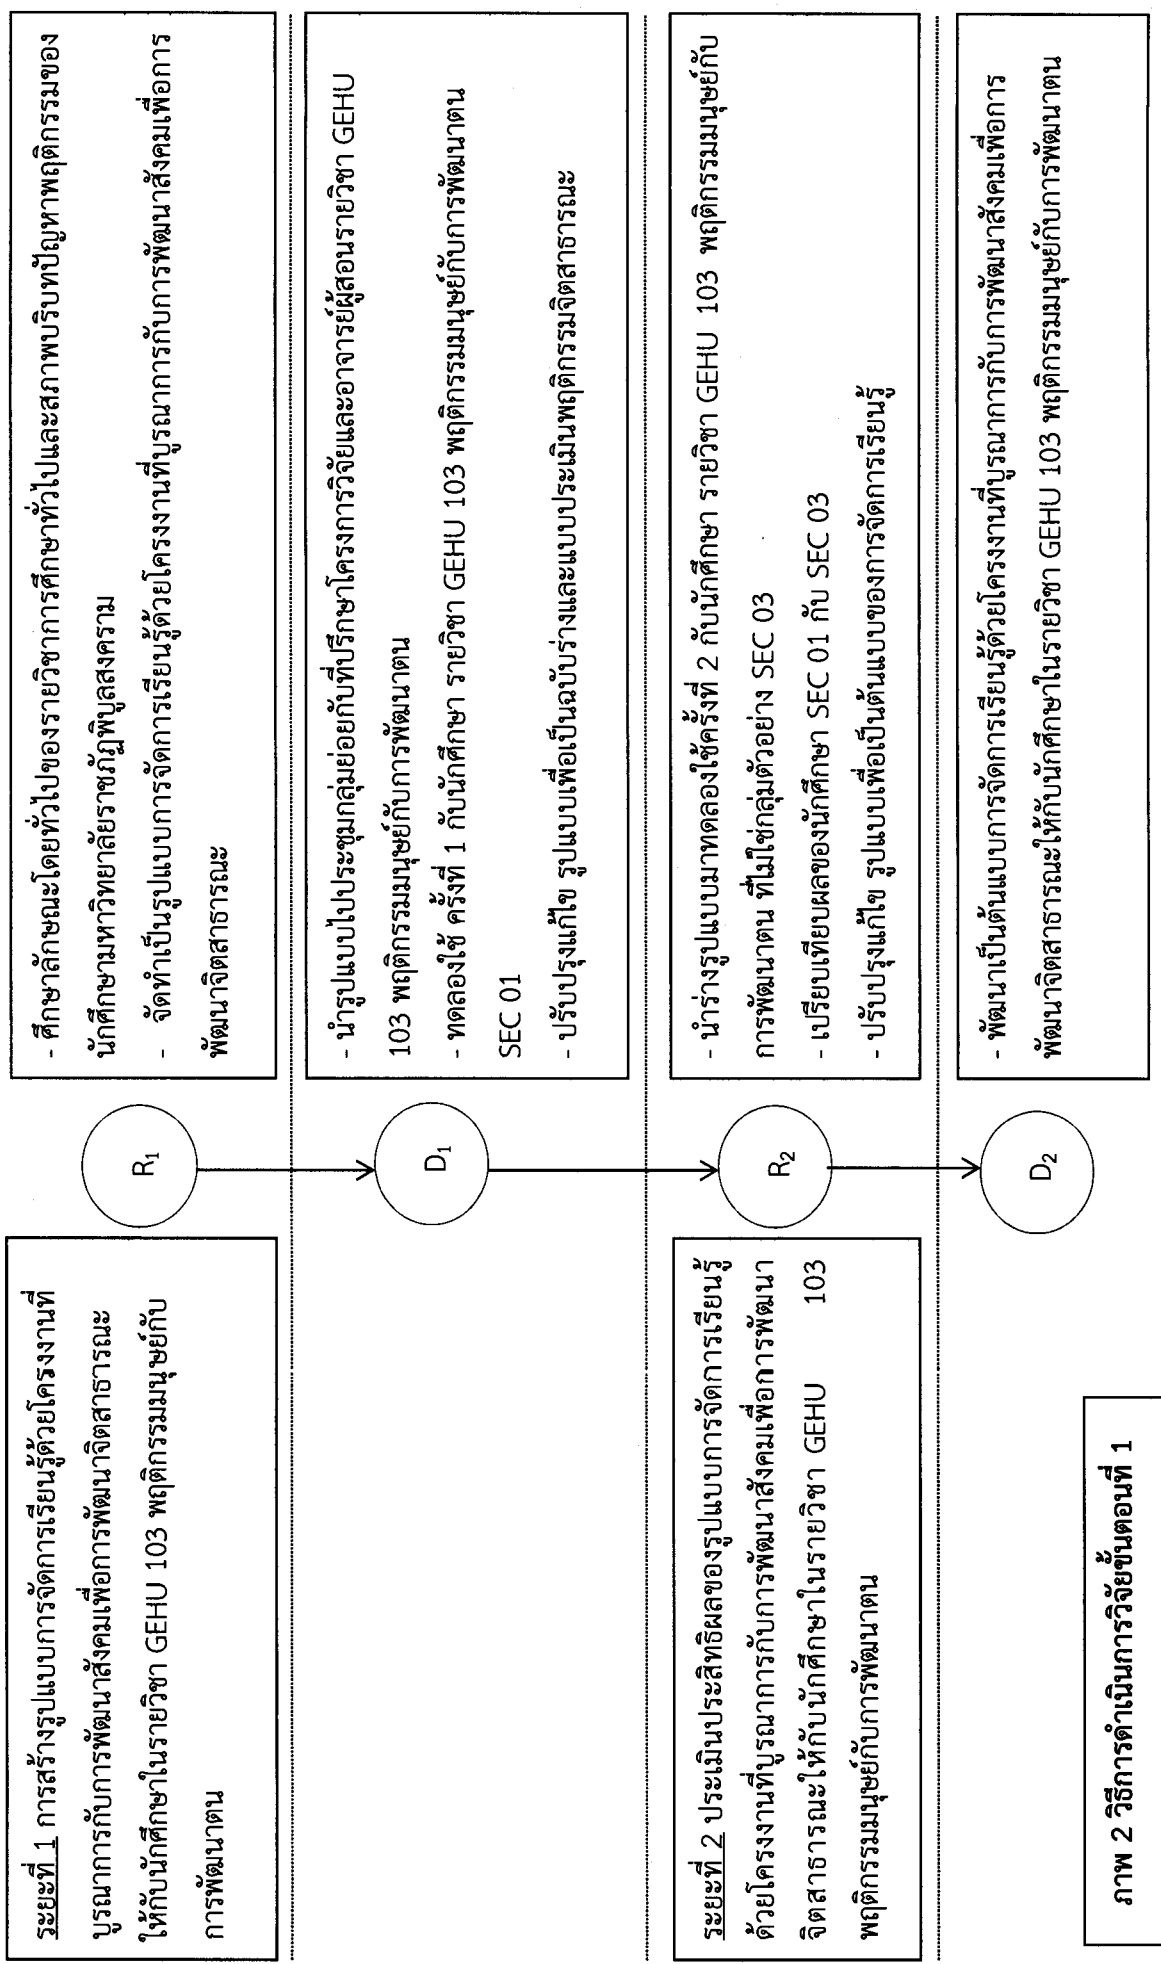 ระยะที่ 1 การสร้างรูปแบบการจัดการเรียนรู้ด้วยโครงงานที่
บูรณาการกับการพัฒนาสังคมเพื่อการพัฒนาจิตสาธารณะ
ให้กับนักศึกษาในรายวิชา GEHU 103 พฤติกรรมมนุษย์กับ
การพัฒนาตน
R1
- ศึกษาลักษณะโดยทั่วไปของรายวิชาการศึกษาทั่วไปและสภาพบริบทปัญหาพฤติกรรมของ
นักศึกษามหาวิทยาลัยราชภัฏพิบูลสงคราม
- จัดทำเป็นรูปแบบการจัดการเรียนรู้ด้วยโครงงานที่บูรณาการกับการพัฒนาสังคมเพื่อการ
พัฒนาจิตสาธารณะ
D1
- นำรูปแบบไปประชุมกลุ่มย่อยกับที่ปรึกษาโครงการวิจัยและอาจารย์ผู้สอนรายวิชา GEHU
103 พฤติกรรมมนุษย์กับการพัฒนาตน
- ทดลองใช้ ครั้งที่ 1 กับนักศึกษา รายวิชา GEHU 103 พฤติกรรมมนุษย์กับการพัฒนาตน
SEC 01
- ปรับปรุงแก้ไข รูปแบบเพื่อเป็นฉบับร่างและแบบประเมินพฤติกรรมจิตสาธารณะ
ระยะที่ 2 ประเมินประสิทธิผลของรูปแบบการจัดการเรียนรู้
ด้วยโครงงานที่บูรณาการกับการพัฒนาสังคมเพื่อการพัฒนา
จิตสาธารณะให้กับนักศึกษาในรายวิชา GEHU 103
พฤติกรรมมนุษย์กับการพัฒนาตน
R2
- นำร่างรูปแบบมาทดลองใช้ครั้งที่ 2 กับนักศึกษา รายวิชา GEHU 103 พฤติกรรมมนุษย์กับ
การพัฒนาตน ที่ไม่ใช่กลุ่มตัวอย่าง SEC 03
- เปรียบเทียบผลของนักศึกษา SEC 01 กับ SEC 03
- ปรับปรุงแก้ไข รูปแบบเพื่อเป็นต้นแบบของการจัดการเรียนรู้
D2
- พัฒนาเป็นต้นแบบการจัดการเรียนรู้ด้วยโครงงานที่บูรณาการกับการพัฒนาสังคมเพื่อการ
พัฒนาจิตสาธารณะให้กับนักศึกษาในรายวิชา GEHU 103 พฤติกรรมมนุษย์กับการพัฒนาตน
ภาพ 2 วิธีการดำเนินการวิจัยขั้นตอนที่ 1